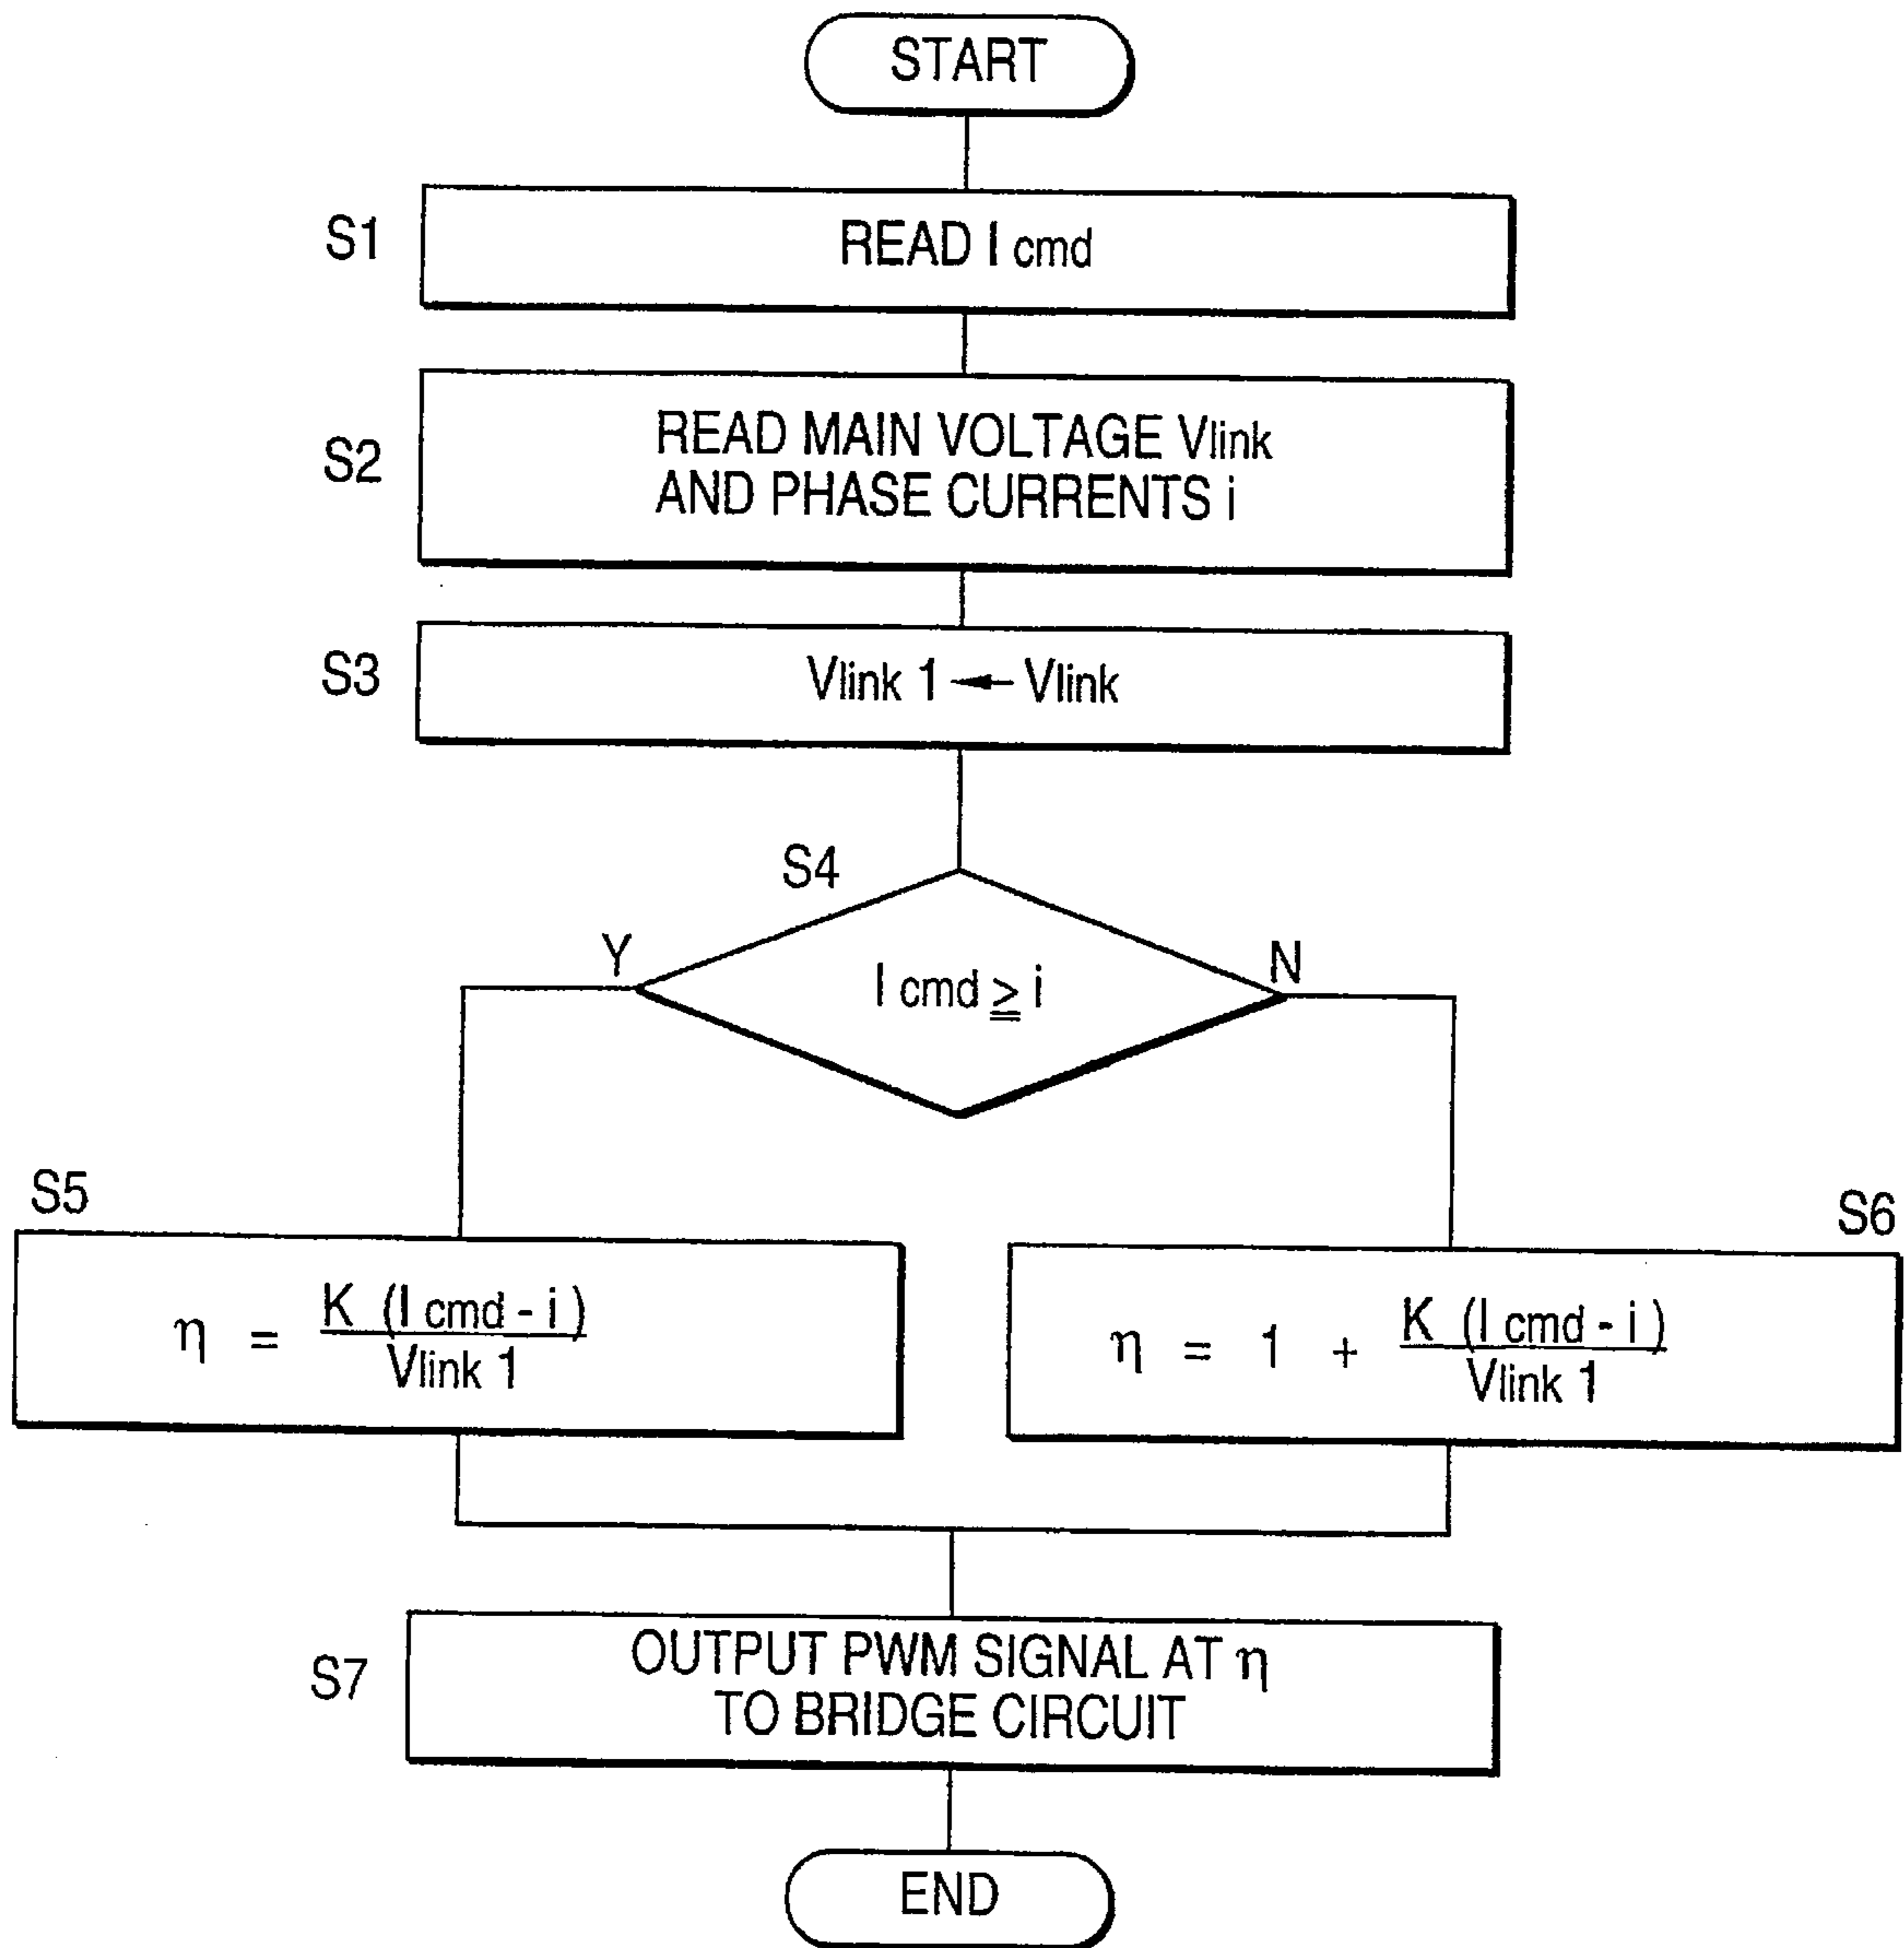 START
S1
READ I cmd
S2
READ MAIN VOLTAGE Vlink
AND PHASE CURRENTS i
S3
Vlink 1 ← Vlink
S4
Y
I cmd ≧ i
N
S5
η = K (I cmd - i) / Vlink 1
S6
η = 1 + K (I cmd - i) / Vlink 1
S7
OUTPUT PWM SIGNAL AT η
TO BRIDGE CIRCUIT
END